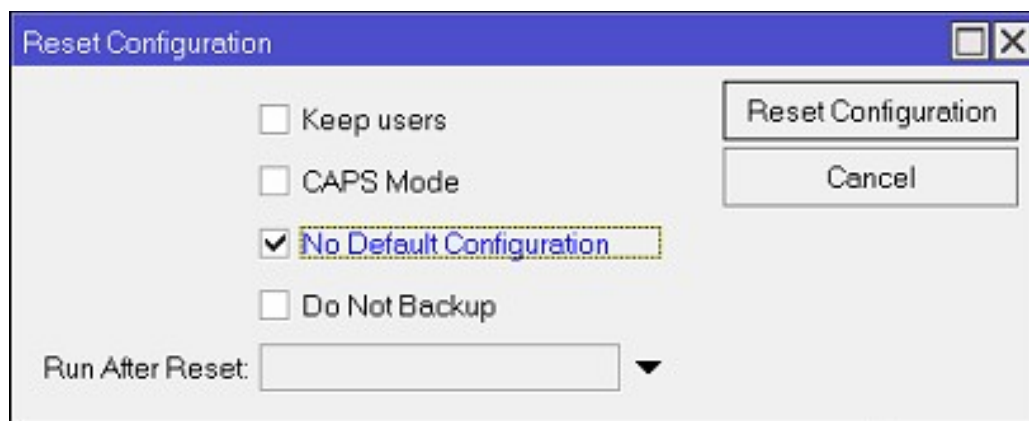 Reset Configuration
Keep users
Reset Configuration
CAPS Mode
Cancel
No Default Configuration
Do Not Backup
Run After Reset: